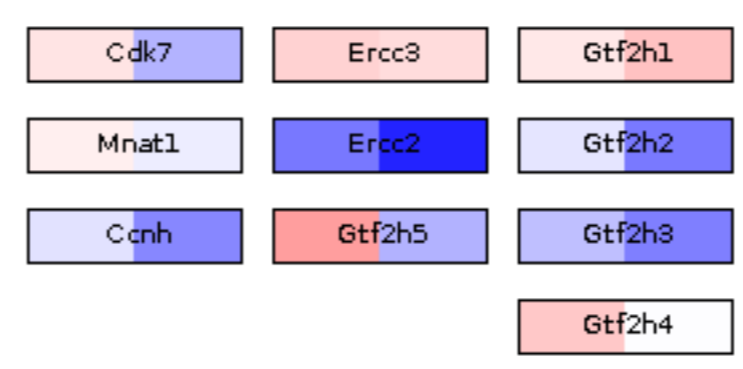 Cdk7 Ercc3 Gtf2h1
Mnat1 Ercc2 Gtf2h2
Ccnh Gtf2h5 Gtf2h3
Gtf2h4